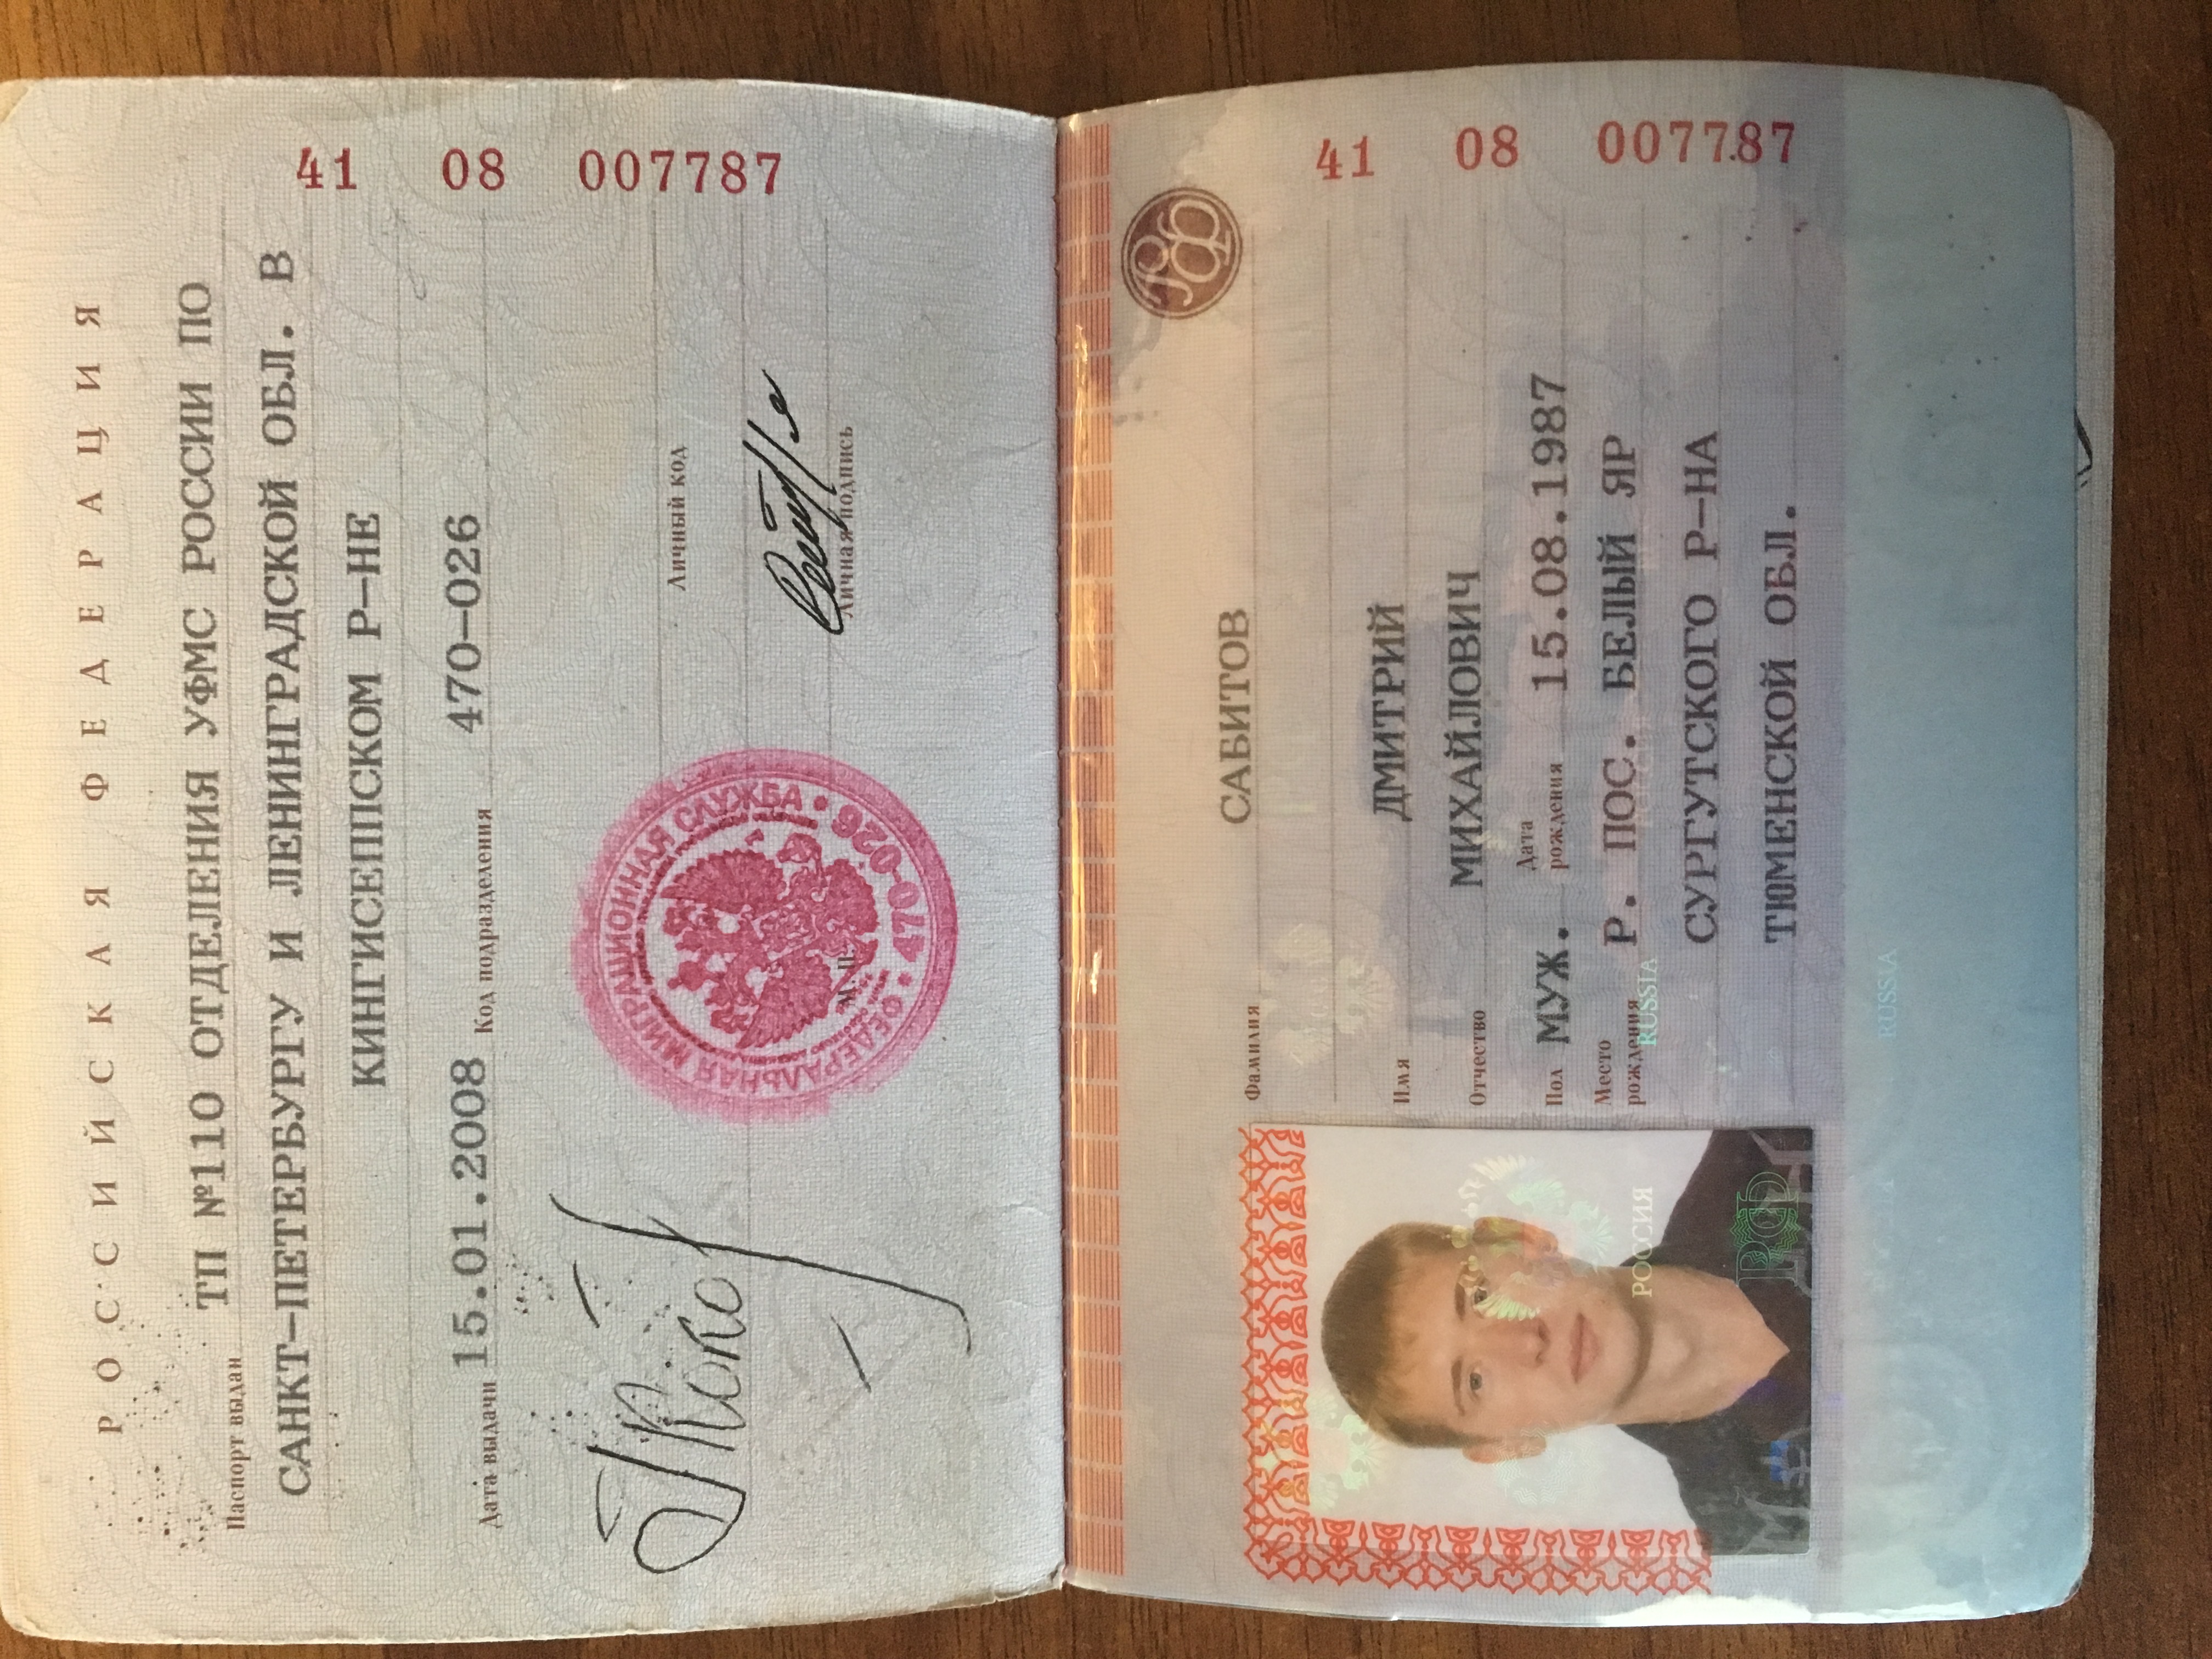 РОССИЙСКАЯ ФЕДЕРАЦИЯ
Паспорт выдан ТП №110 ОТДЕЛЕНИЯ УФМС РОССИИ ПО
САНКТ-ПЕТЕРБУРГУ И ЛЕНИНГРАДСКОЙ ОБЛ. В
КИНГИСЕППСКОМ Р-НЕ
Дата выдачи 15.01.2008 Код подразделения 470-026
41 08 007787
ФЕДЕРАЛЬНАЯ МИГРАЦИОННАЯ СЛУЖБА
470-026
М. П.
Личный код
Личная подпись
РФ
Фамилия САБИТОВ
Имя ДМИТРИЙ
Отчество МИХАЙЛОВИЧ
Пол МУЖ. Дата рождения 15.08.1987
Место рождения Р. ПОС. БЕЛЫЙ ЯР
СУРГУТСКОГО Р-НА
ТЮМЕНСКОЙ ОБЛ.
41 08 007787
РОССИЯ RUSSIA РОССИЯ
РФ
РОССИЯ RUSSIA